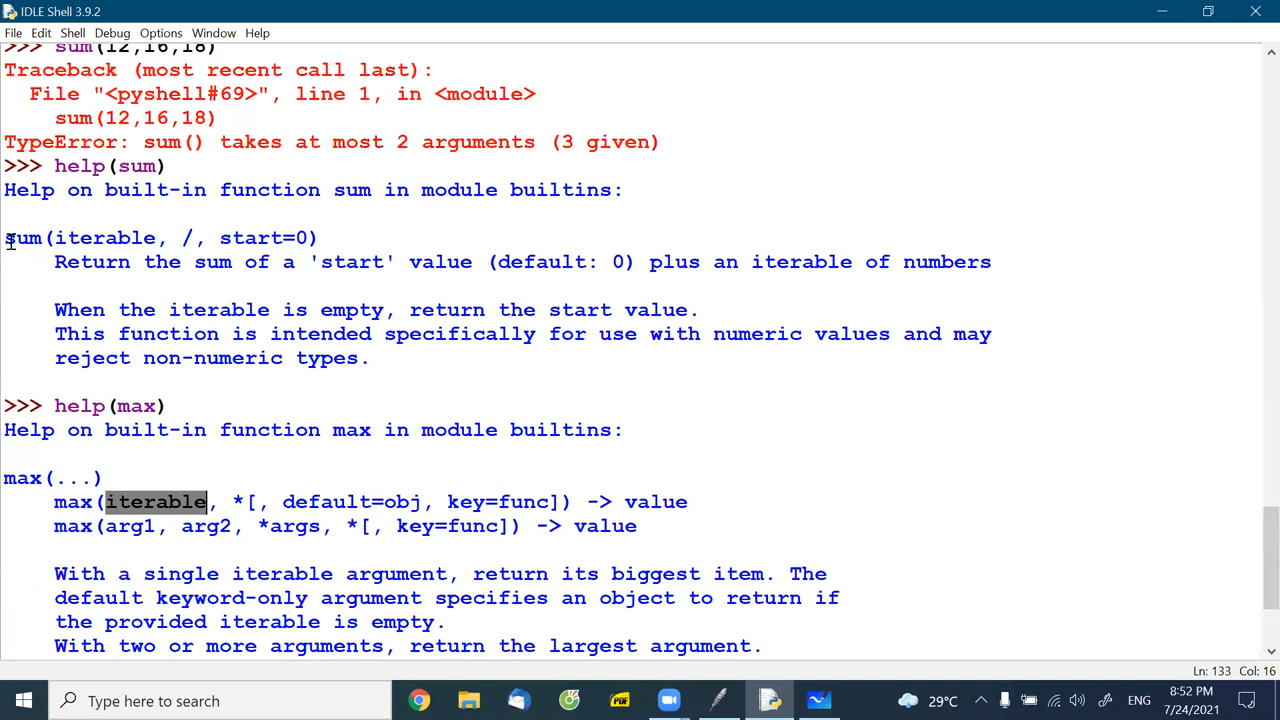 IDLE Shell 3.9.2
File Edit Shell Debug Options Window Help
>>> sum(12,16,18)
Traceback (most recent call last):
  File "<pyshell#69>", line 1, in <module>
    sum(12,16,18)
TypeError: sum() takes at most 2 arguments (3 given)
>>> help(sum)
Help on built-in function sum in module builtins:
sum(iterable, /, start=0)
    Return the sum of a 'start' value (default: 0) plus an iterable of numbers
    When the iterable is empty, return the start value.
    This function is intended specifically for use with numeric values and may
    reject non-numeric types.
>>> help(max)
Help on built-in function max in module builtins:
max(...)
    max(iterable, *[, default=obj, key=func]) -> value
    max(arg1, arg2, *args, *[, key=func]) -> value
    With a single iterable argument, return its biggest item. The
    default keyword-only argument specifies an object to return if
    the provided iterable is empty.
    With two or more arguments, return the largest argument.
Ln: 133 Col: 16
Type here to search
PDF
29°C
ENG
8:52 PM
7/24/2021